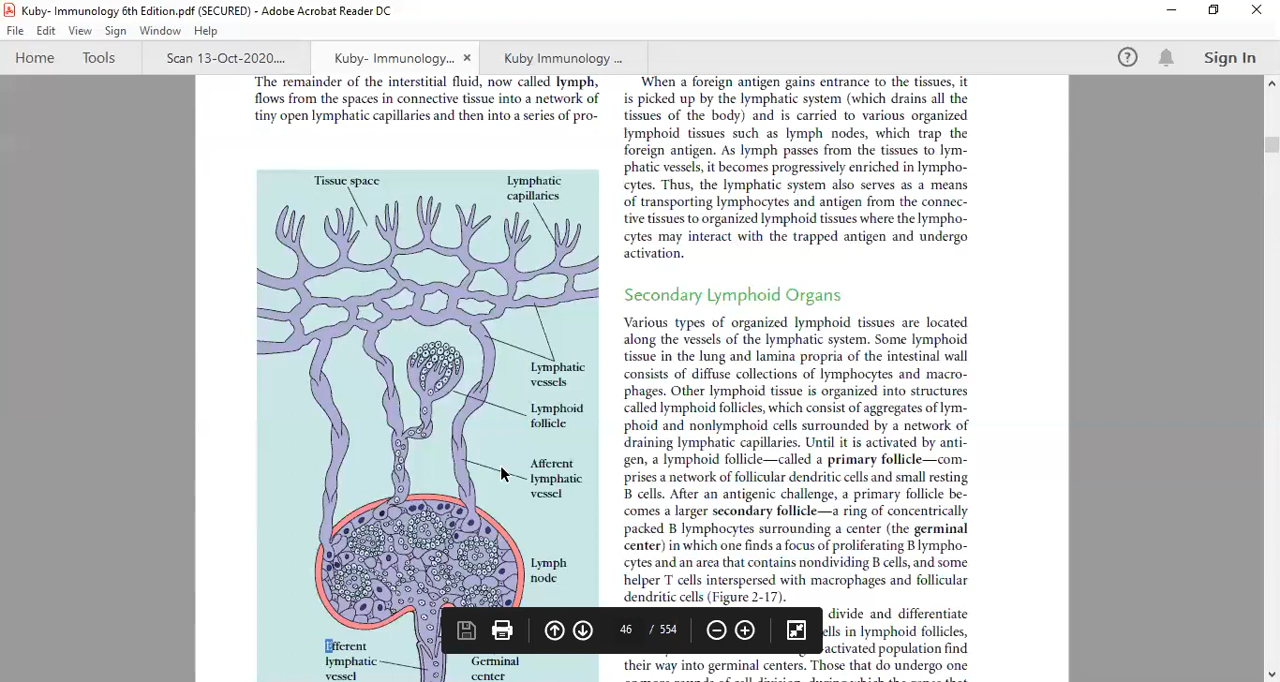 Kuby- Immunology 6th Edition.pdf (SECURED) - Adobe Acrobat Reader DC
File Edit View Sign Window Help
Home Tools Scan 13-Oct-2020.... Kuby- Immunology... × Kuby Immunology ... Sign In
The remainder of the interstitial fluid, now called lymph,
flows from the spaces in connective tissue into a network of
tiny open lymphatic capillaries and then into a series of pro-
Tissue space
Lymphatic
capillaries
Lymphatic
vessels
Lymphoid
follicle
Afferent
lymphatic
vessel
Lymph
node
Efferent
lymphatic
vessel
Germinal
center
When a foreign antigen gains entrance to the tissues, it
is picked up by the lymphatic system (which drains all the
tissues of the body) and is carried to various organized
lymphoid tissues such as lymph nodes, which trap the
foreign antigen. As lymph passes from the tissues to lym-
phatic vessels, it becomes progressively enriched in lympho-
cytes. Thus, the lymphatic system also serves as a means
of transporting lymphocytes and antigen from the connec-
tive tissues to organized lymphoid tissues where the lympho-
cytes may interact with the trapped antigen and undergo
activation.
Secondary Lymphoid Organs
Various types of organized lymphoid tissues are located
along the vessels of the lymphatic system. Some lymphoid
tissue in the lung and lamina propria of the intestinal wall
consists of diffuse collections of lymphocytes and macro-
phages. Other lymphoid tissue is organized into structures
called lymphoid follicles, which consist of aggregates of lym-
phoid and nonlymphoid cells surrounded by a network of
draining lymphatic capillaries. Until it is activated by anti-
gen, a lymphoid follicle—called a primary follicle—com-
prises a network of follicular dendritic cells and small resting
B cells. After an antigenic challenge, a primary follicle be-
comes a larger secondary follicle—a ring of concentrically
packed B lymphocytes surrounding a center (the germinal
center) in which one finds a focus of proliferating B lympho-
cytes and an area that contains nondividing B cells, and some
helper T cells interspersed with macrophages and follicular
dendritic cells (Figure 2-17).
divide and differentiate
ells in lymphoid follicles,
-activated population find
their way into germinal centers. Those that do undergo one
46 / 554